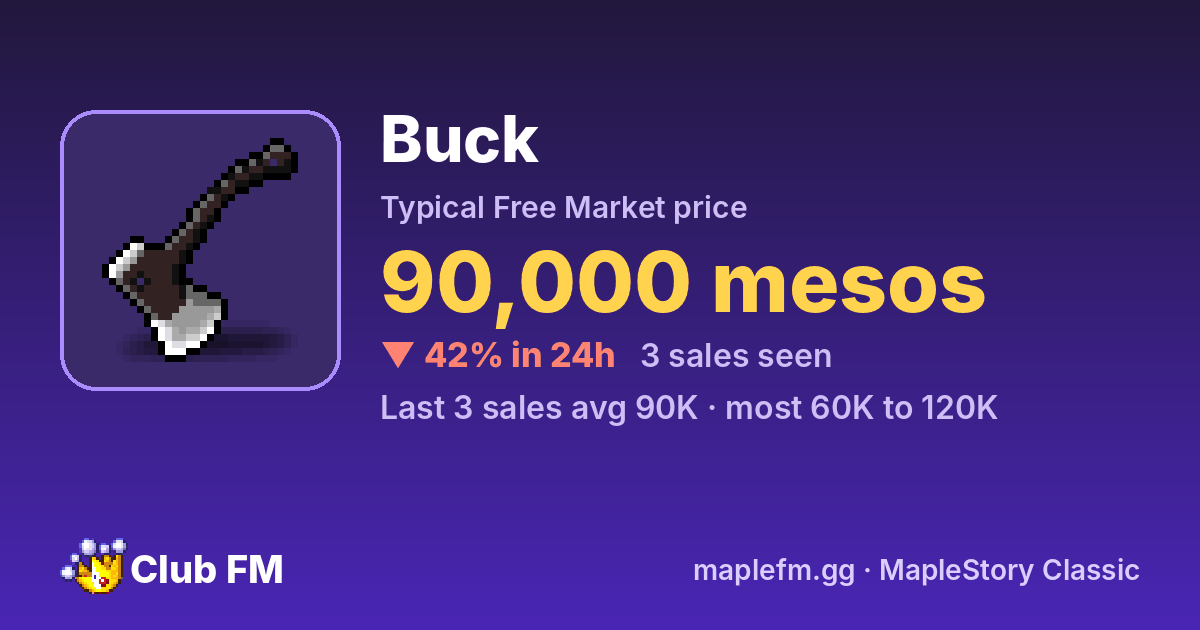 Buck
Typical Free Market price
90,000 mesos
▼ 42% in 24h 3 sales seen
Last 3 sales avg 90K · most 60K to 120K
Club FM
maplefm.gg · MapleStory Classic